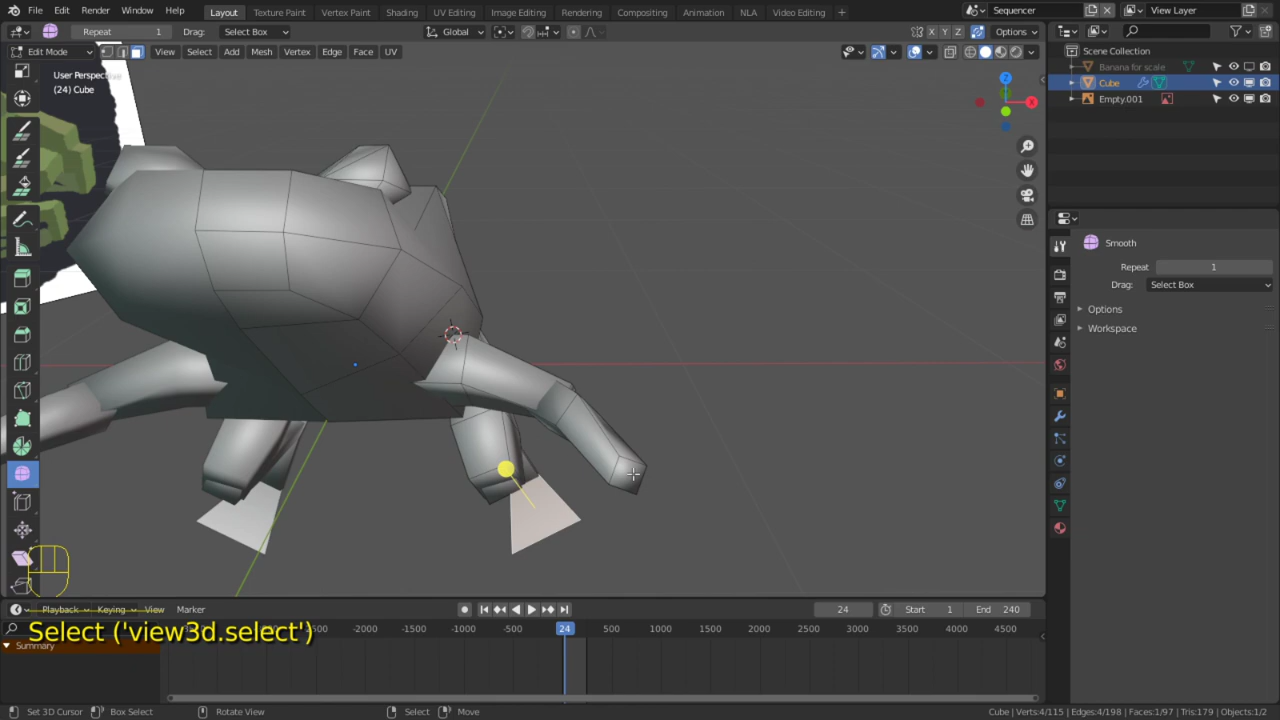 File Edit Render Window Help
Layout Texture Paint Vertex Paint Shading UV Editing Image Editing Rendering Compositing Animation NLA Video Editing +
Sequencer View Layer
Repeat 1 Drag: Select Box Global X Y Z Options
Edit Mode View Select Add Mesh Vertex Edge Face UV
User Perspective
(24) Cube
Z
X
Scene Collection
Banana for scale
Cube
Empty.001
Smooth
Repeat 1
Drag: Select Box
Options
Workspace
Select ('view3d.select')
Playback Keying View Marker 24 Start 1 End 240
-2000 -1500 -1000 -500 24 500 1000 1500 2000 2500 3000 3500 4000 4500
Summary
Set 3D Cursor Box Select Rotate View Select Move Cube | Verts:4/115 | Edges:4/198 | Faces:1/97 | Tris:179 | Objects:1/2